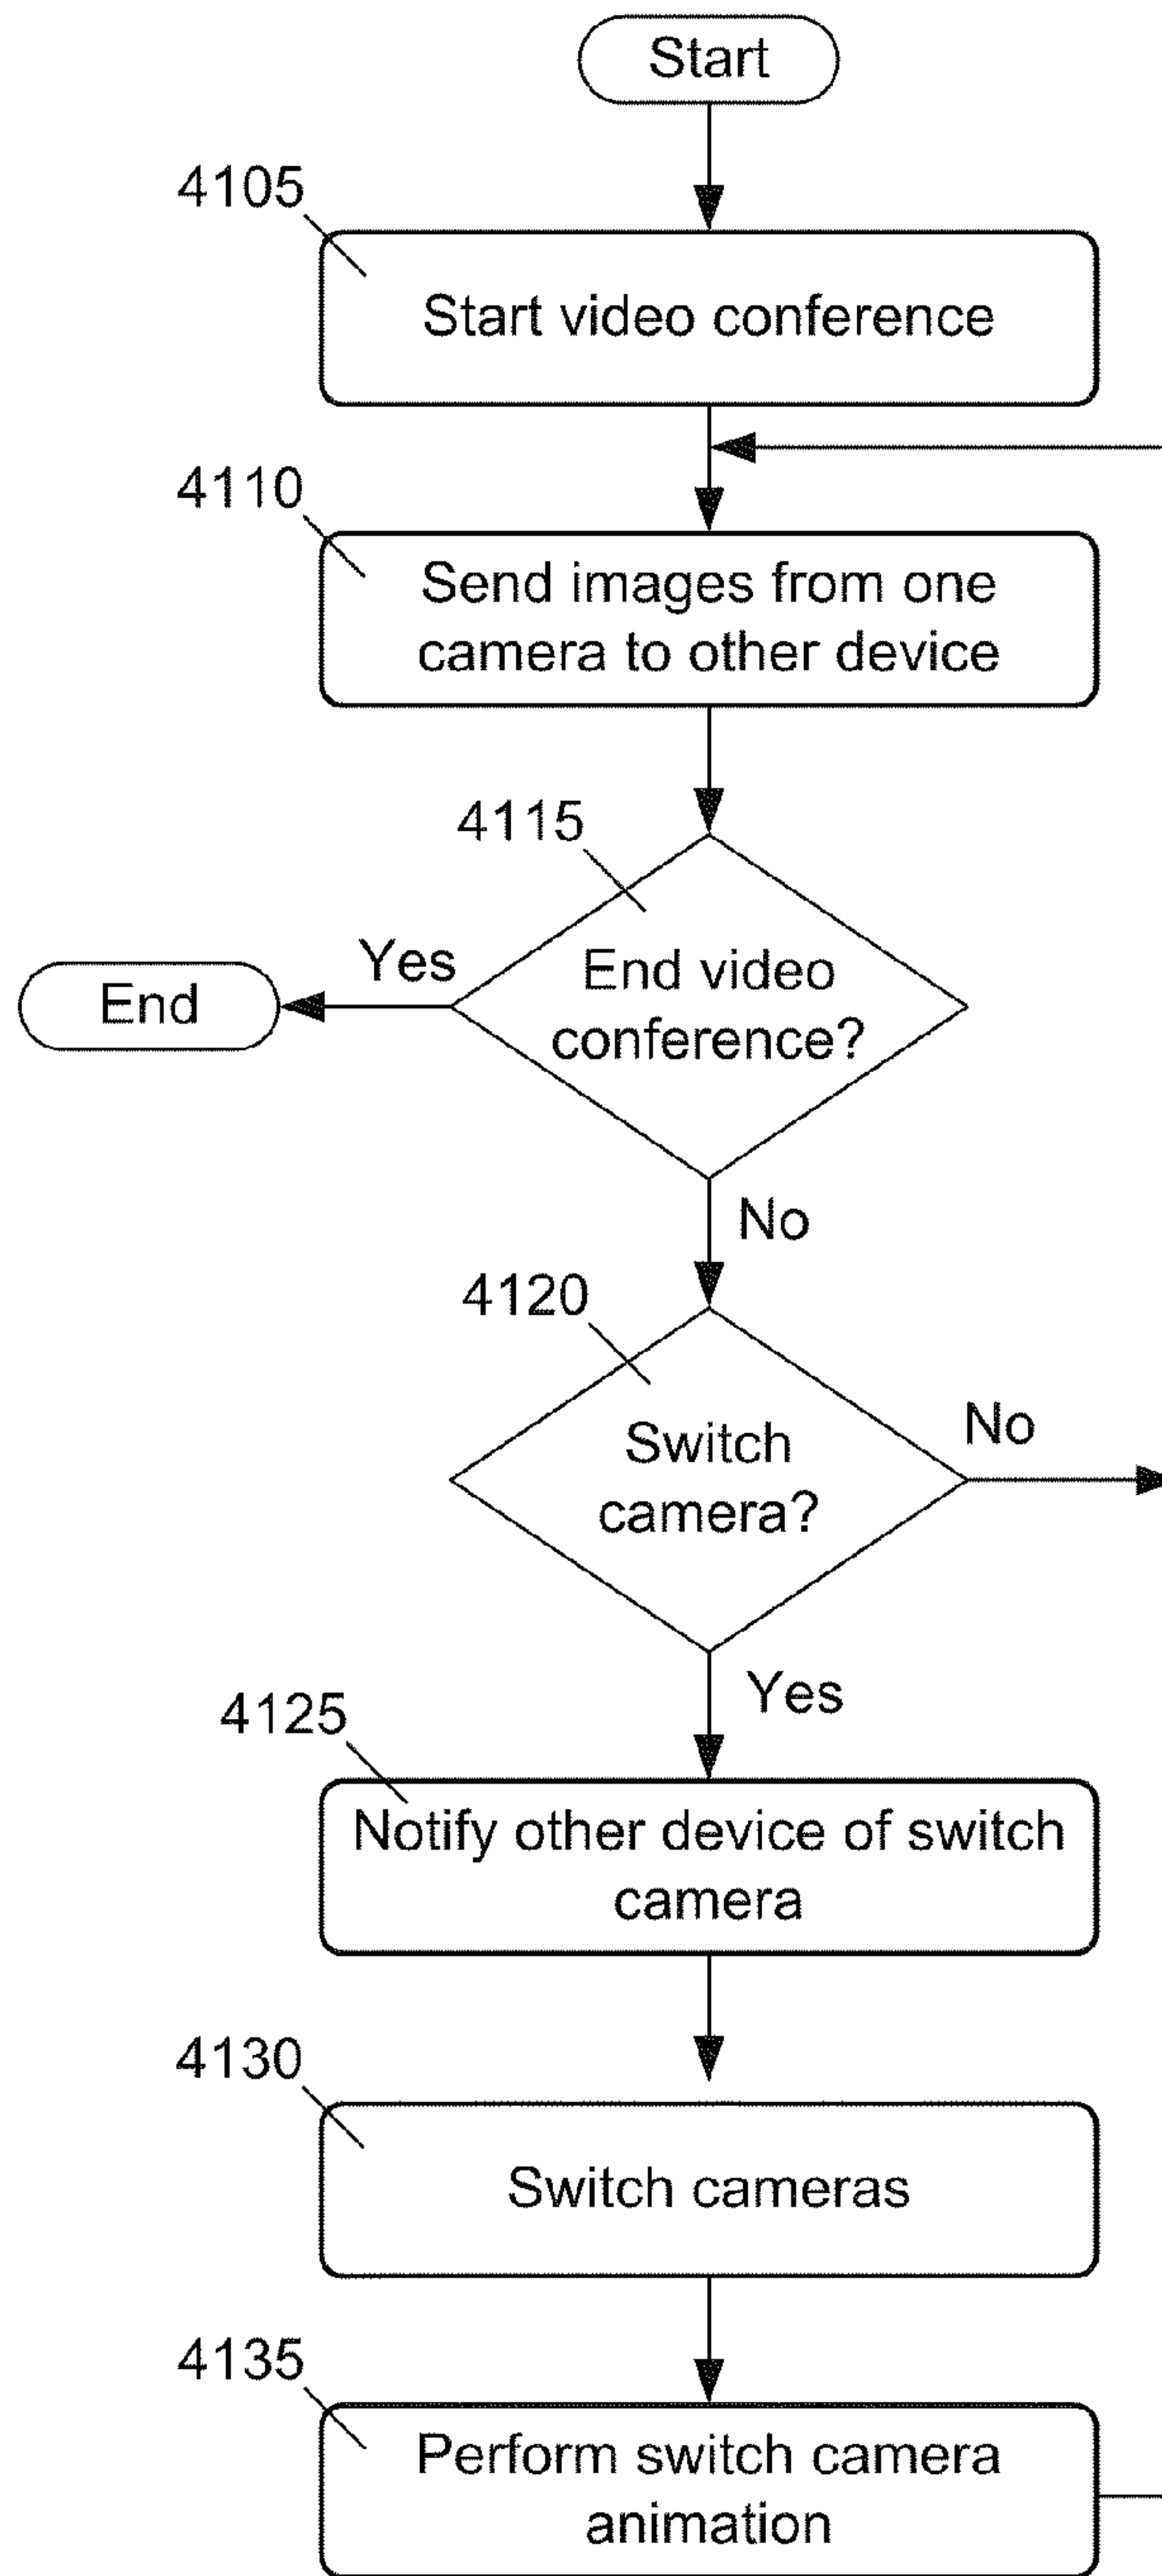 Start
4105
Start video conference
4110
Send images from one
camera to other device
4115
End video
conference?
Yes
End
No
4120
Switch
camera?
No
Yes
4125
Notify other device of switch
camera
4130
Switch cameras
4135
Perform switch camera
animation